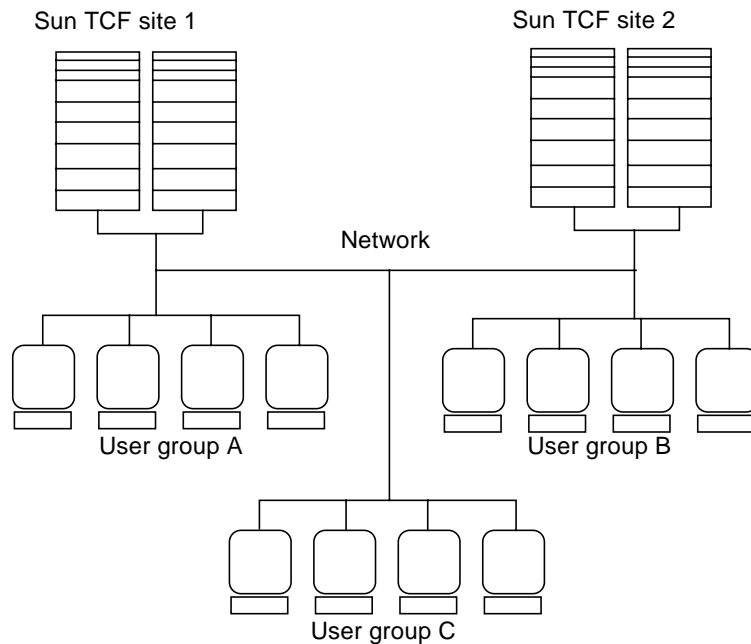 Sun TCF site 1
Sun TCF site 2
Network
User group A
User group B
User group C